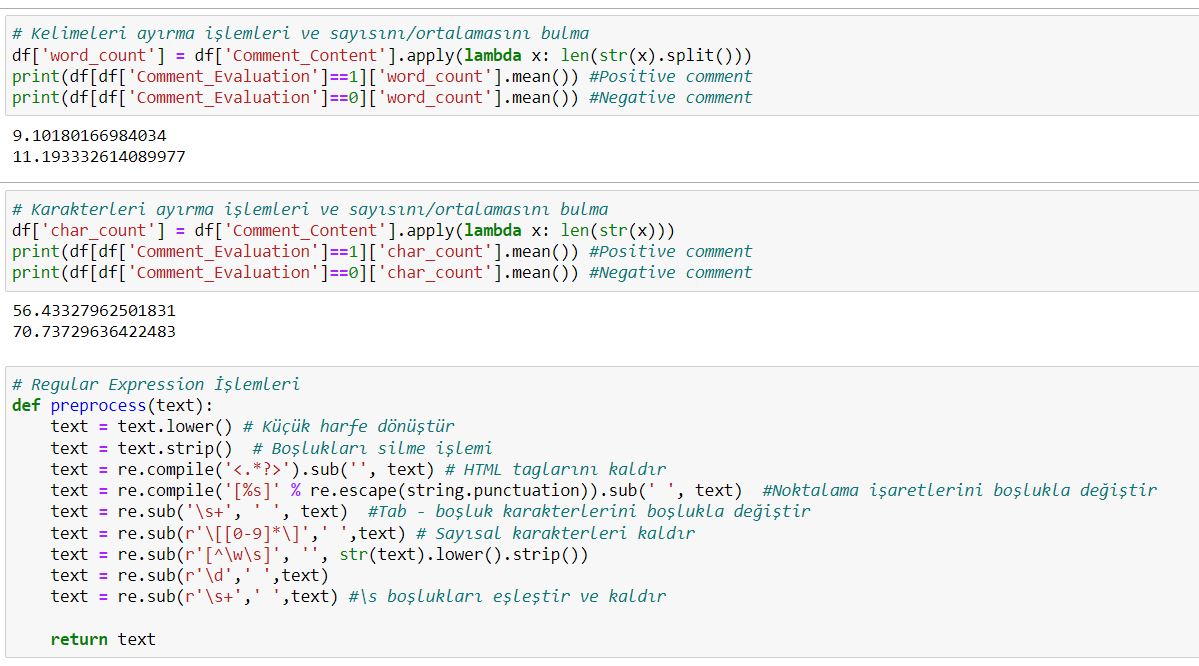 # Kelimeleri ayırma işlemleri ve sayısını/ortalamasını bulma
df['word_count'] = df['Comment_Content'].apply(lambda x: len(str(x).split()))
print(df[df['Comment_Evaluation']==1]['word_count'].mean()) #Positive comment
print(df[df['Comment_Evaluation']==0]['word_count'].mean()) #Negative comment
9.10180166984034
11.193332614089977
# Karakterleri ayırma işlemleri ve sayısını/ortalamasını bulma
df['char_count'] = df['Comment_Content'].apply(lambda x: len(str(x)))
print(df[df['Comment_Evaluation']==1]['char_count'].mean()) #Positive comment
print(df[df['Comment_Evaluation']==0]['char_count'].mean()) #Negative comment
56.43327962501831
70.73729636422483
# Regular Expression İşlemleri
def preprocess(text):
    text = text.lower() # Küçük harfe dönüştür
    text = text.strip()  # Boşlukları silme işlemi
    text = re.compile('<.*?>').sub('', text) # HTML taglarını kaldır
    text = re.compile('[%s]' % re.escape(string.punctuation)).sub(' ', text)  #Noktalama işaretlerini boşlukla değiştir
    text = re.sub('\s+', ' ', text)  #Tab - boşluk karakterlerini boşlukla değiştir
    text = re.sub(r'\[[0-9]*\]',' ',text) # Sayısal karakterleri kaldır
    text = re.sub(r'[^\w\s]', '', str(text).lower().strip())
    text = re.sub(r'\d',' ',text)
    text = re.sub(r'\s+',' ',text) #\s boşlukları eşleştir ve kaldır
    return text